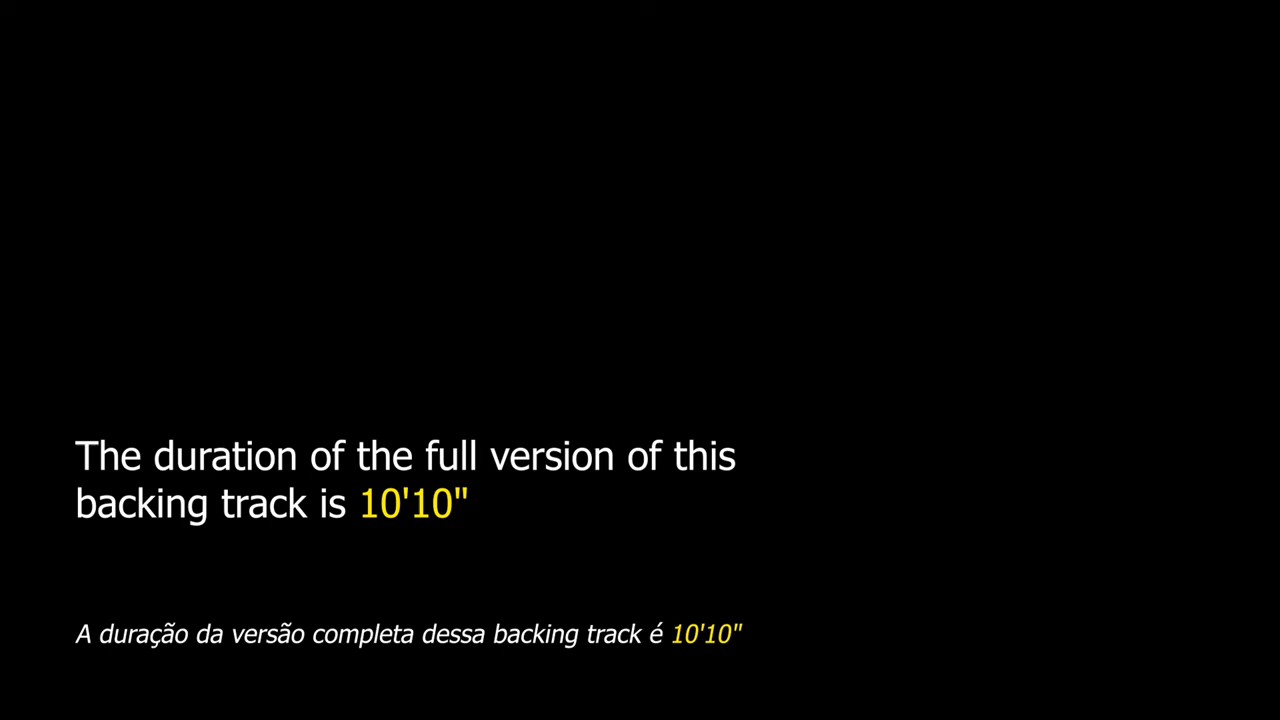 The duration of the full version of this
backing track is 10'10"
A duração da versão completa dessa backing track é 10'10"